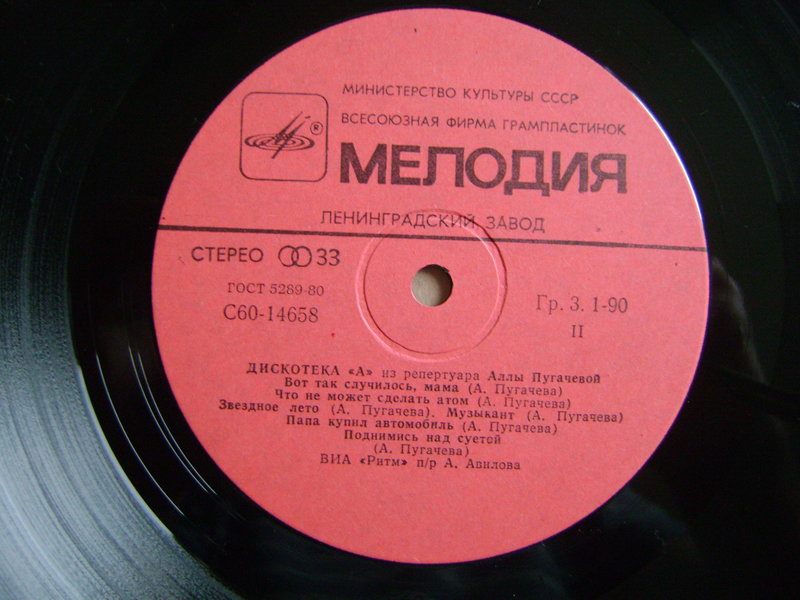 МИНИСТЕРСТВО КУЛЬТУРЫ СССР
ВСЕСОЮЗНАЯ ФИРМА ГРАМПЛАСТИНОК
®
МЕЛОДИЯ
ЛЕНИНГРАДСКИЙ ЗАВОД
СТЕРЕО 33
ГОСТ 5289-80
С60-14658
Гр. 3. 1-90
II
ДИСКОТЕКА «А» из репертуара Аллы Пугачевой
Вот так случилось, мама (А. Пугачева)
Что не может сделать атом (А. Пугачева)
Звездное лето (А. Пугачева). Музыкант (А. Пугачева)
Папа купил автомобиль (А. Пугачева)
Поднимись над суетой
(А. Пугачева)
ВИА «Ритм» п/р А. Авилова